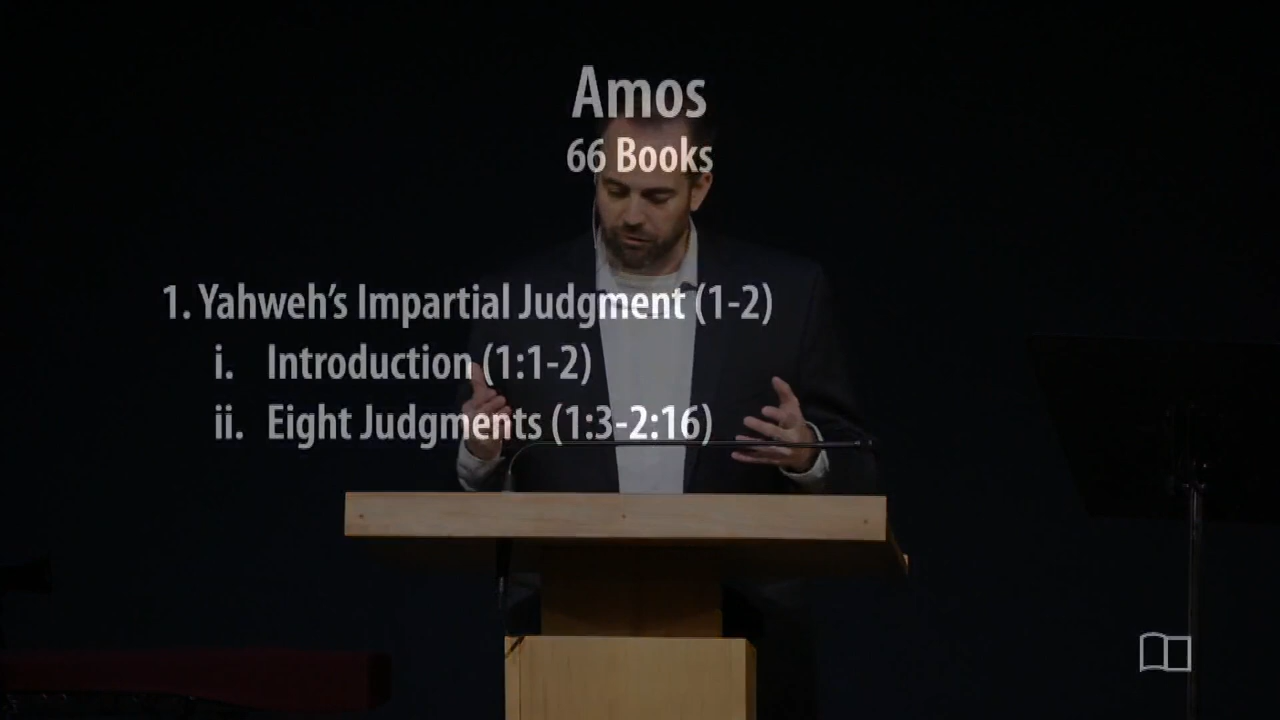 Amos
66 Books
1. Yahweh's Impartial Judgment (1-2)
i. Introduction (1:1-2)
ii. Eight Judgments (1:3-2:16)